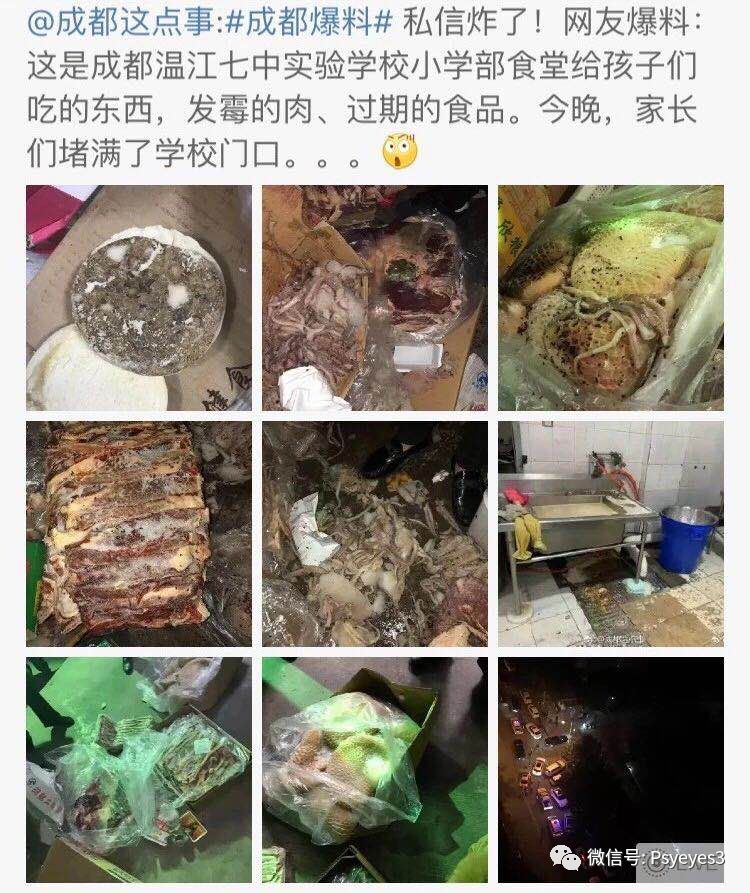 @成都这点事:#成都爆料# 私信炸了！网友爆料：
这是成都温江七中实验学校小学部食堂给孩子们
吃的东西，发霉的肉、过期的食品。今晚，家长
们堵满了学校门口。。。
微信号: Psyeyes3